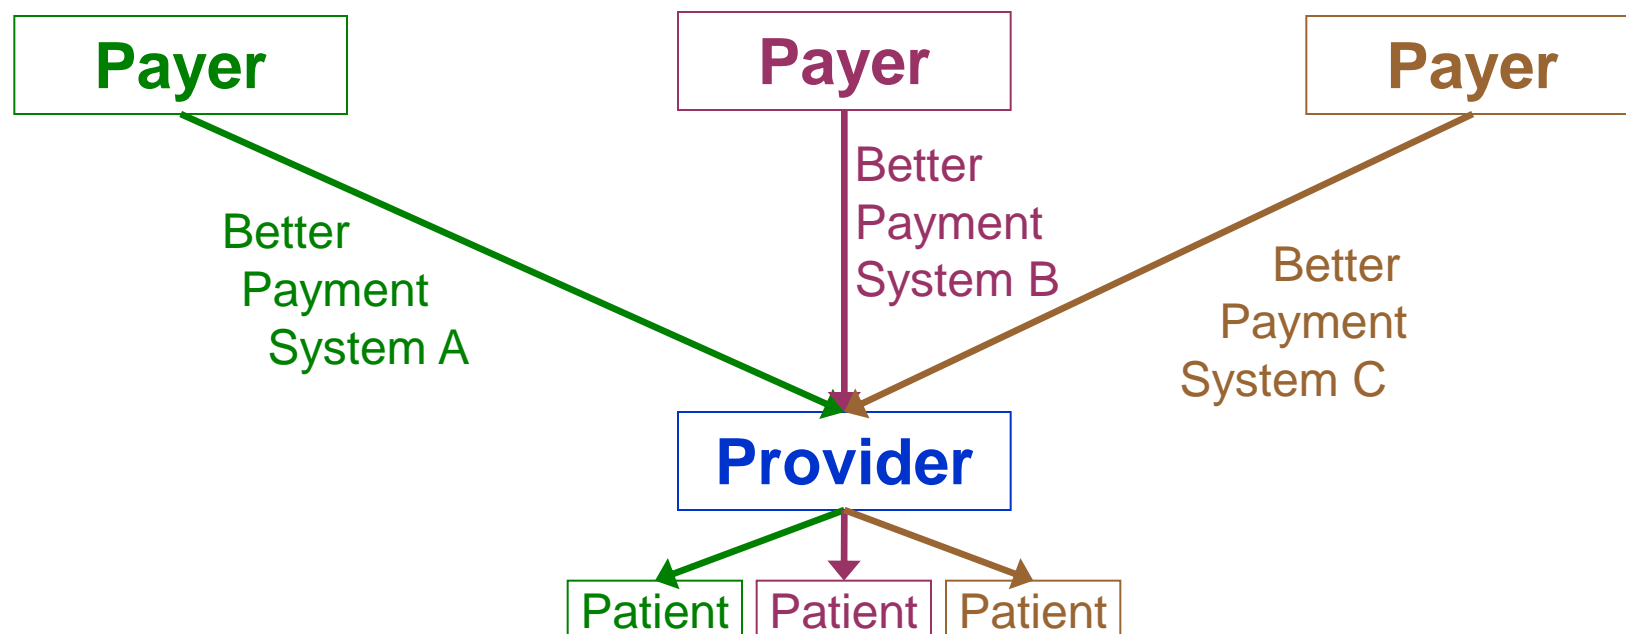 Payer
Payer
Payer
Better
Payment
System A
Better
Payment
System B
Better
Payment
System C
Provider
Patient
Patient
Patient